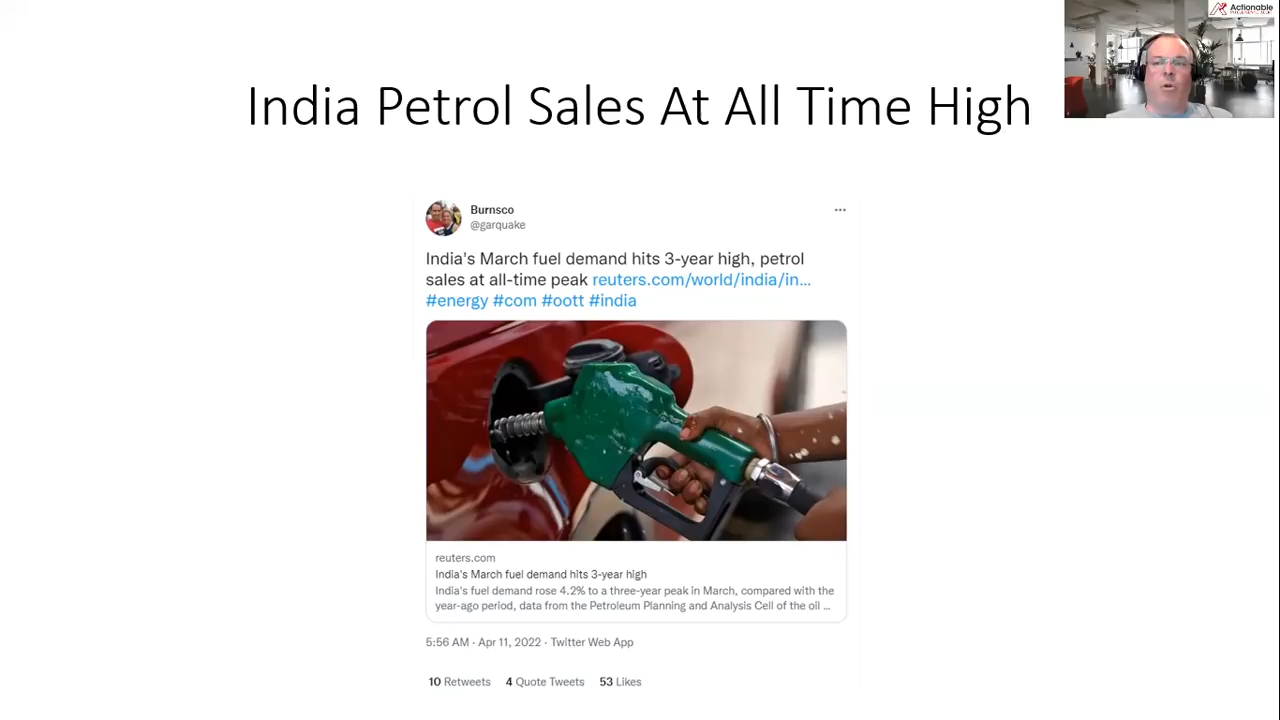 Actionable
India Petrol Sales At All Time High
Burnsco
@garquake
India's March fuel demand hits 3-year high, petrol
sales at all-time peak reuters.com/world/india/in...
#energy #com #oott #india
reuters.com
India's March fuel demand hits 3-year high
India's fuel demand rose 4.2% to a three-year peak in March, compared with the
year-ago period, data from the Petroleum Planning and Analysis Cell of the oil ...
5:56 AM · Apr 11, 2022 · Twitter Web App
10 Retweets 4 Quote Tweets 53 Likes